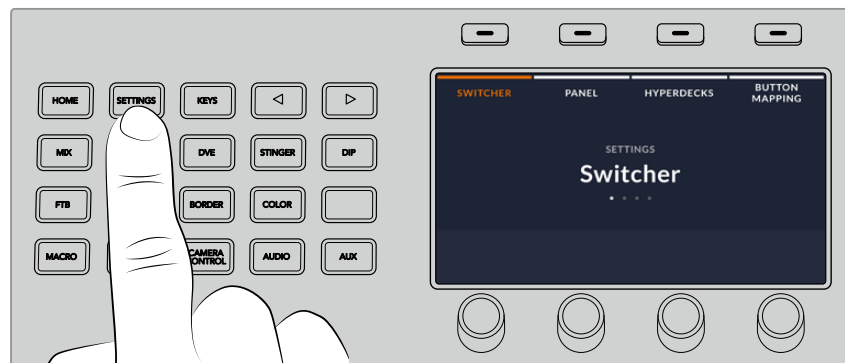 HOME
SETTINGS
KEYS
MIX
DVE
STINGER
DIP
FTB
BORDER
COLOR
MACRO
CAMERA
CONTROL
AUDIO
AUX
SWITCHER
PANEL
HYPERDECKS
BUTTON
MAPPING
SETTINGS
Switcher